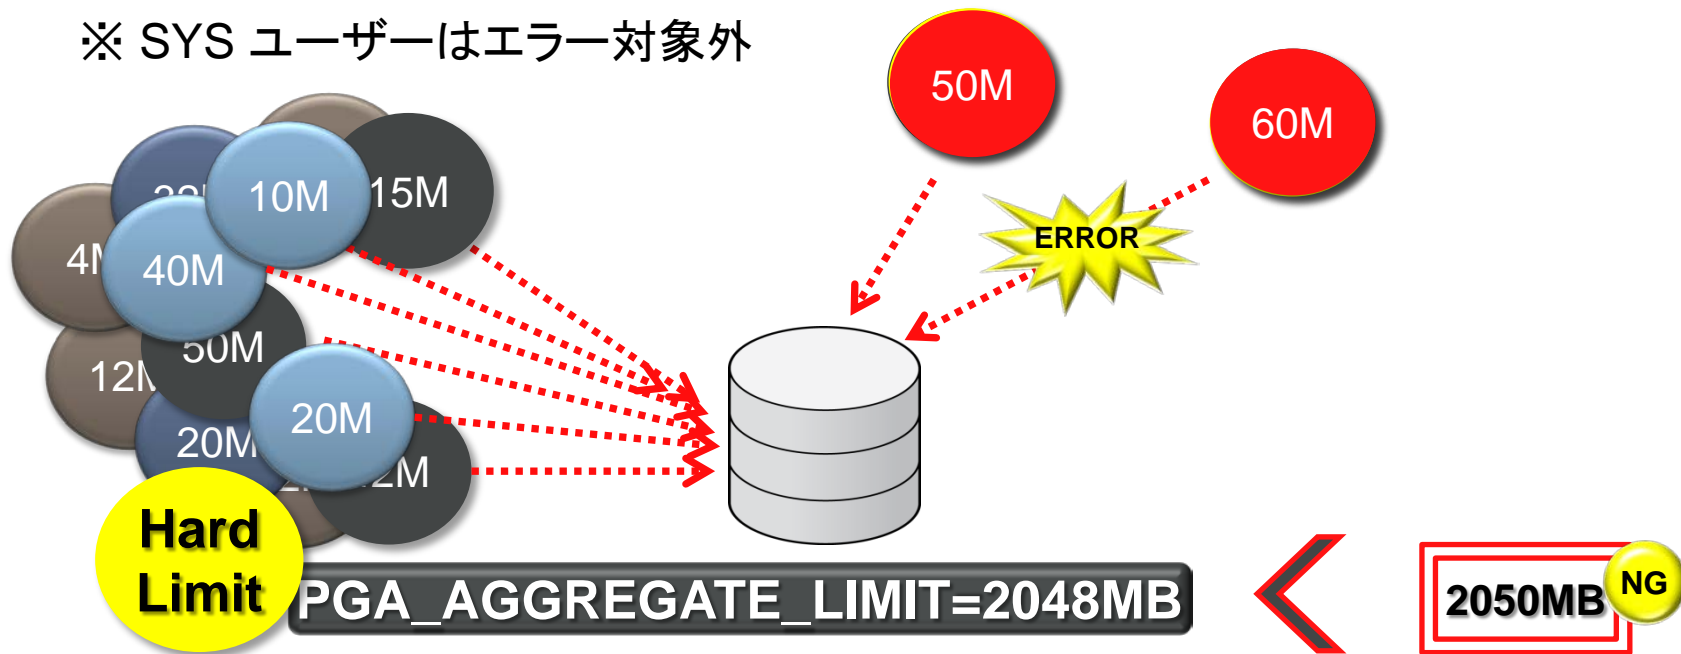 ※ SYS ユーザーはエラー対象外
50M
60M
10M
15M
40M
ERROR
50M
20M
20M
Hard
Limit
PGA_AGGREGATE_LIMIT=2048MB
2050MB
NG